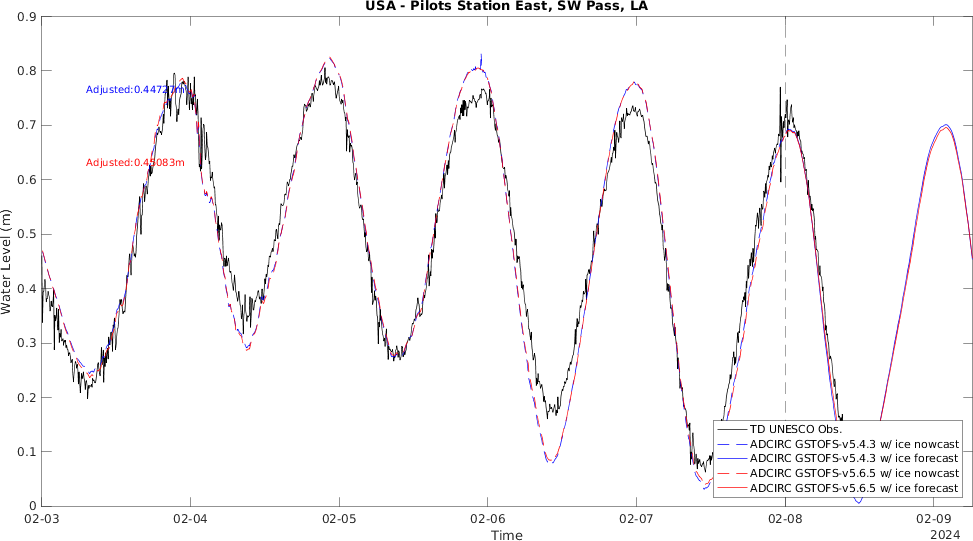 USA - Pilots Station East, SW Pass, LA
0.9
0.8
0.7
0.6
0.5
0.4
0.3
0.2
0.1
0
Water Level (m)
Adjusted:0.44727m
Adjusted:0.45083m
TD UNESCO Obs.
ADCIRC GSTOFS-v5.4.3 w/ ice nowcast
ADCIRC GSTOFS-v5.4.3 w/ ice forecast
ADCIRC GSTOFS-v5.6.5 w/ ice nowcast
ADCIRC GSTOFS-v5.6.5 w/ ice forecast
02-03 02-04 02-05 02-06 02-07 02-08 02-09
Time
2024